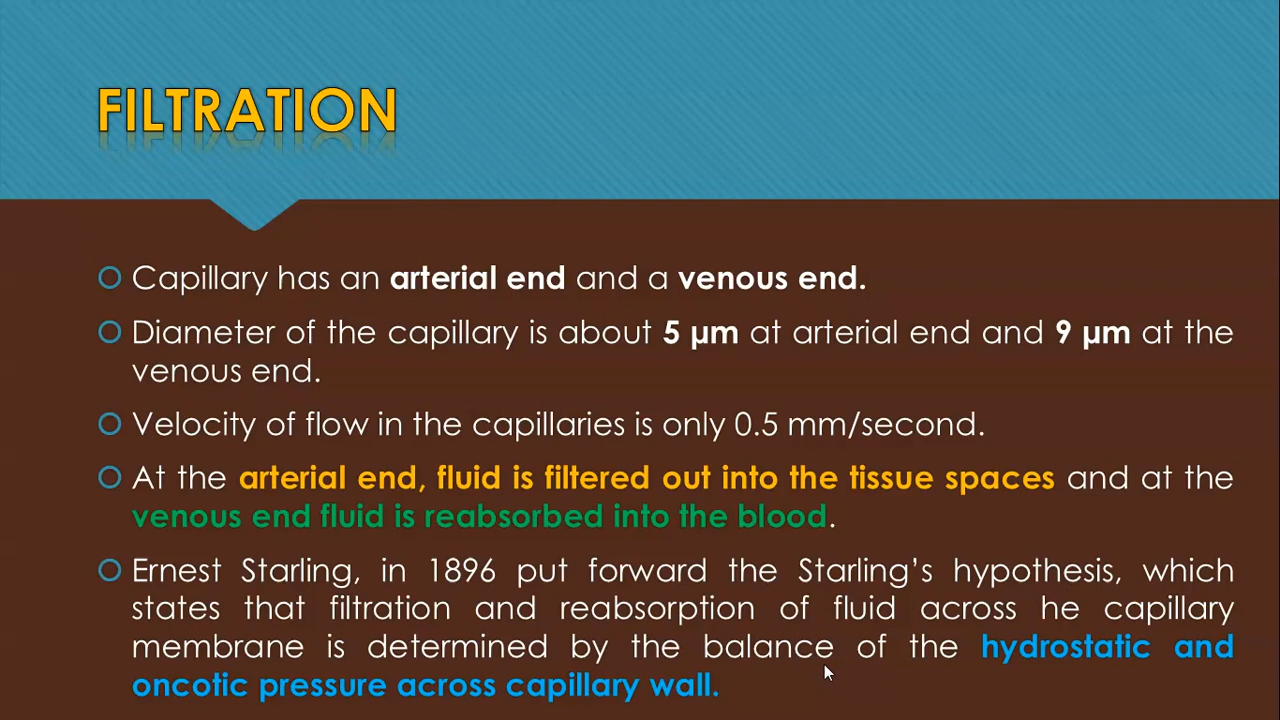 FILTRATION
Capillary has an arterial end and a venous end.
Diameter of the capillary is about 5 µm at arterial end and 9 µm at the
venous end.
Velocity of flow in the capillaries is only 0.5 mm/second.
At the arterial end, fluid is filtered out into the tissue spaces and at the
venous end fluid is reabsorbed into the blood.
Ernest Starling, in 1896 put forward the Starling's hypothesis, which
states that filtration and reabsorption of fluid across he capillary
membrane is determined by the balance of the hydrostatic and
oncotic pressure across capillary wall.